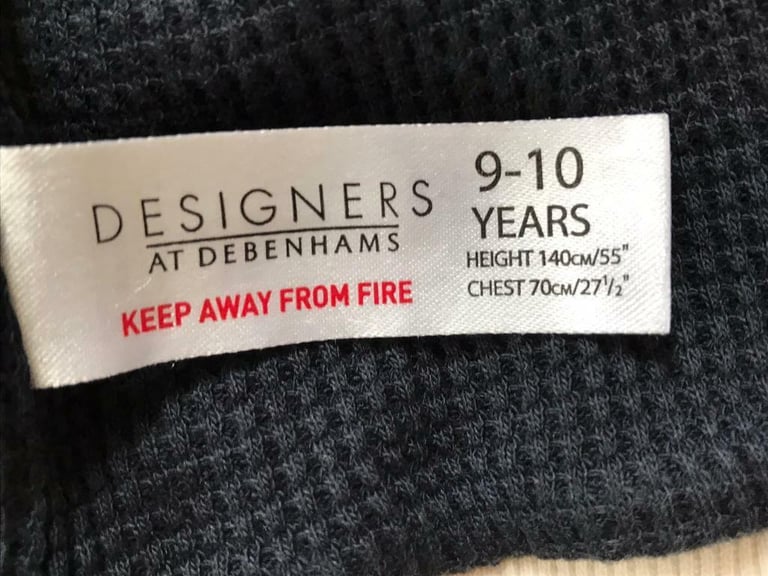 DESIGNERS
AT DEBENHAMS
KEEP AWAY FROM FIRE
9-10
YEARS
HEIGHT 140CM/55"
CHEST 70CM/27½"